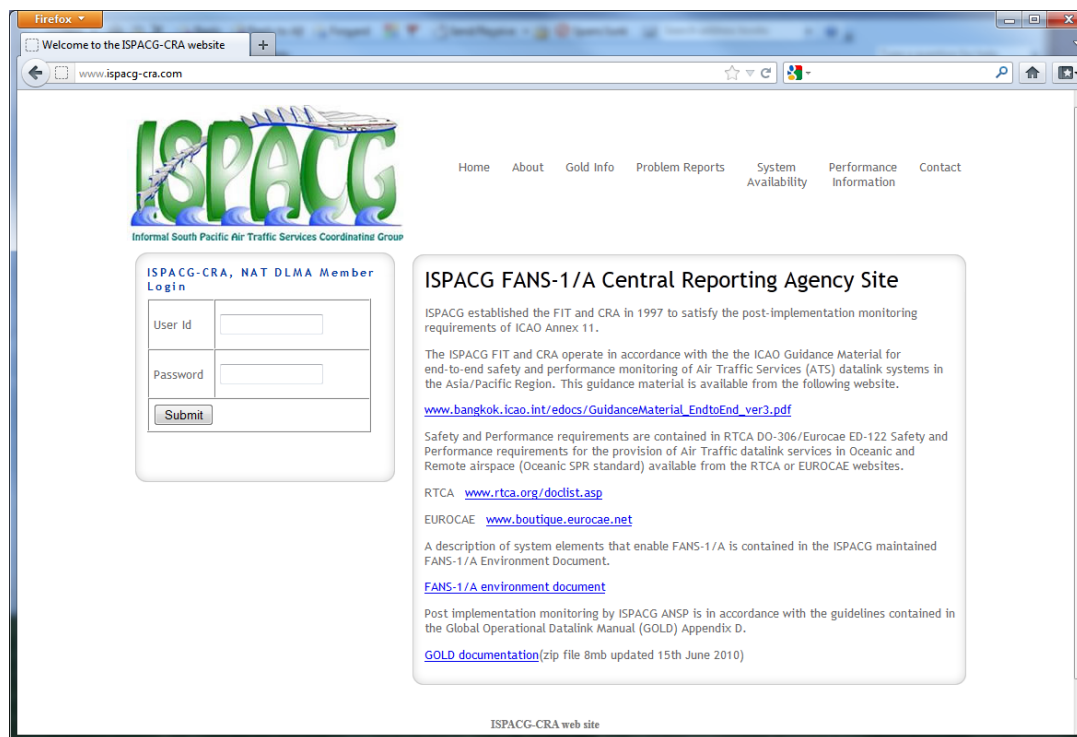 Firefox
Welcome to the ISPACG-CRA website
www.ispacg-cra.com
ISPACG
Informal South Pacific Air Traffic Services Coordinating Group
Home About Gold Info Problem Reports System Availability Performance Information Contact
ISPACG-CRA, NAT DLMA Member
Login
User Id
Password
Submit
ISPACG FANS-1/A Central Reporting Agency Site
ISPACG established the FIT and CRA in 1997 to satisfy the post-implementation monitoring
requirements of ICAO Annex 11.
The ISPACG FIT and CRA operate in accordance with the the ICAO Guidance Material for
end-to-end safety and performance monitoring of Air Traffic Services (ATS) datalink systems in
the Asia/Pacific Region. This guidance material is available from the following website.
www.bangkok.icao.int/edocs/GuidanceMaterial_EndtoEnd_ver3.pdf
Safety and Performance requirements are contained in RTCA DO-306/Eurocae ED-122 Safety and
Performance requirements for the provision of Air Traffic datalink services in Oceanic and
Remote airspace (Oceanic SPR standard) available from the RTCA or EUROCAE websites.
RTCA www.rtca.org/doclist.asp
EUROCAE www.boutique.eurocae.net
A description of system elements that enable FANS-1/A is contained in the ISPACG maintained
FANS-1/A Environment Document.
FANS-1/A environment document
Post implementation monitoring by ISPACG ANSP is in accordance with the guidelines contained in
the Global Operational Datalink Manual (GOLD) Appendix D.
GOLD documentation(zip file 8mb updated 15th June 2010)
ISPACG-CRA web site